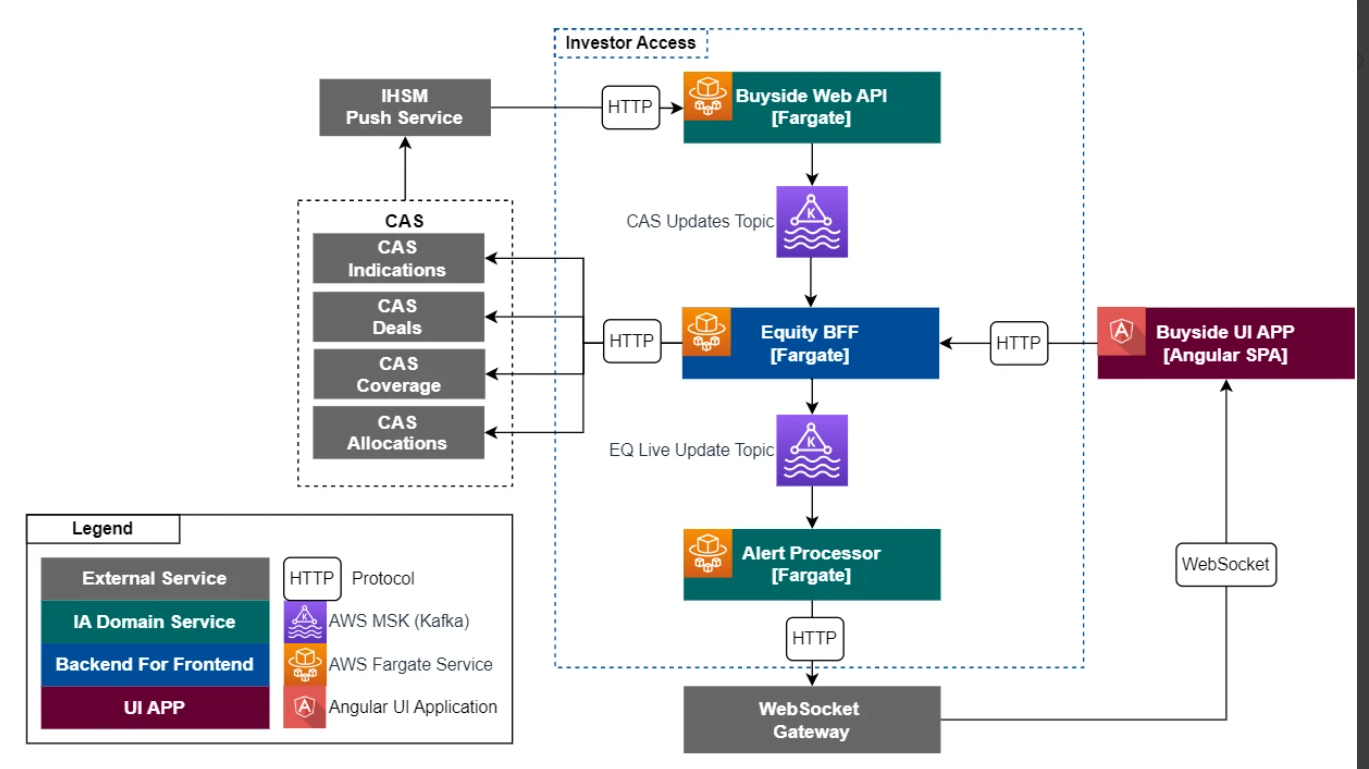 Investor Access
IHSM
Push Service
HTTP
Buyside Web API
[Fargate]
CAS Updates Topic
K
CAS
CAS
Indications
CAS
Deals
CAS
Coverage
CAS
Allocations
HTTP
Equity BFF
[Fargate]
HTTP
A
Buyside UI APP
[Angular SPA]
EQ Live Update Topic
K
Alert Processor
[Fargate]
HTTP
WebSocket
WebSocket
Gateway
Legend
External Service
HTTP
Protocol
IA Domain Service
K
AWS MSK (Kafka)
Backend For Frontend
AWS Fargate Service
UI APP
A
Angular UI Application